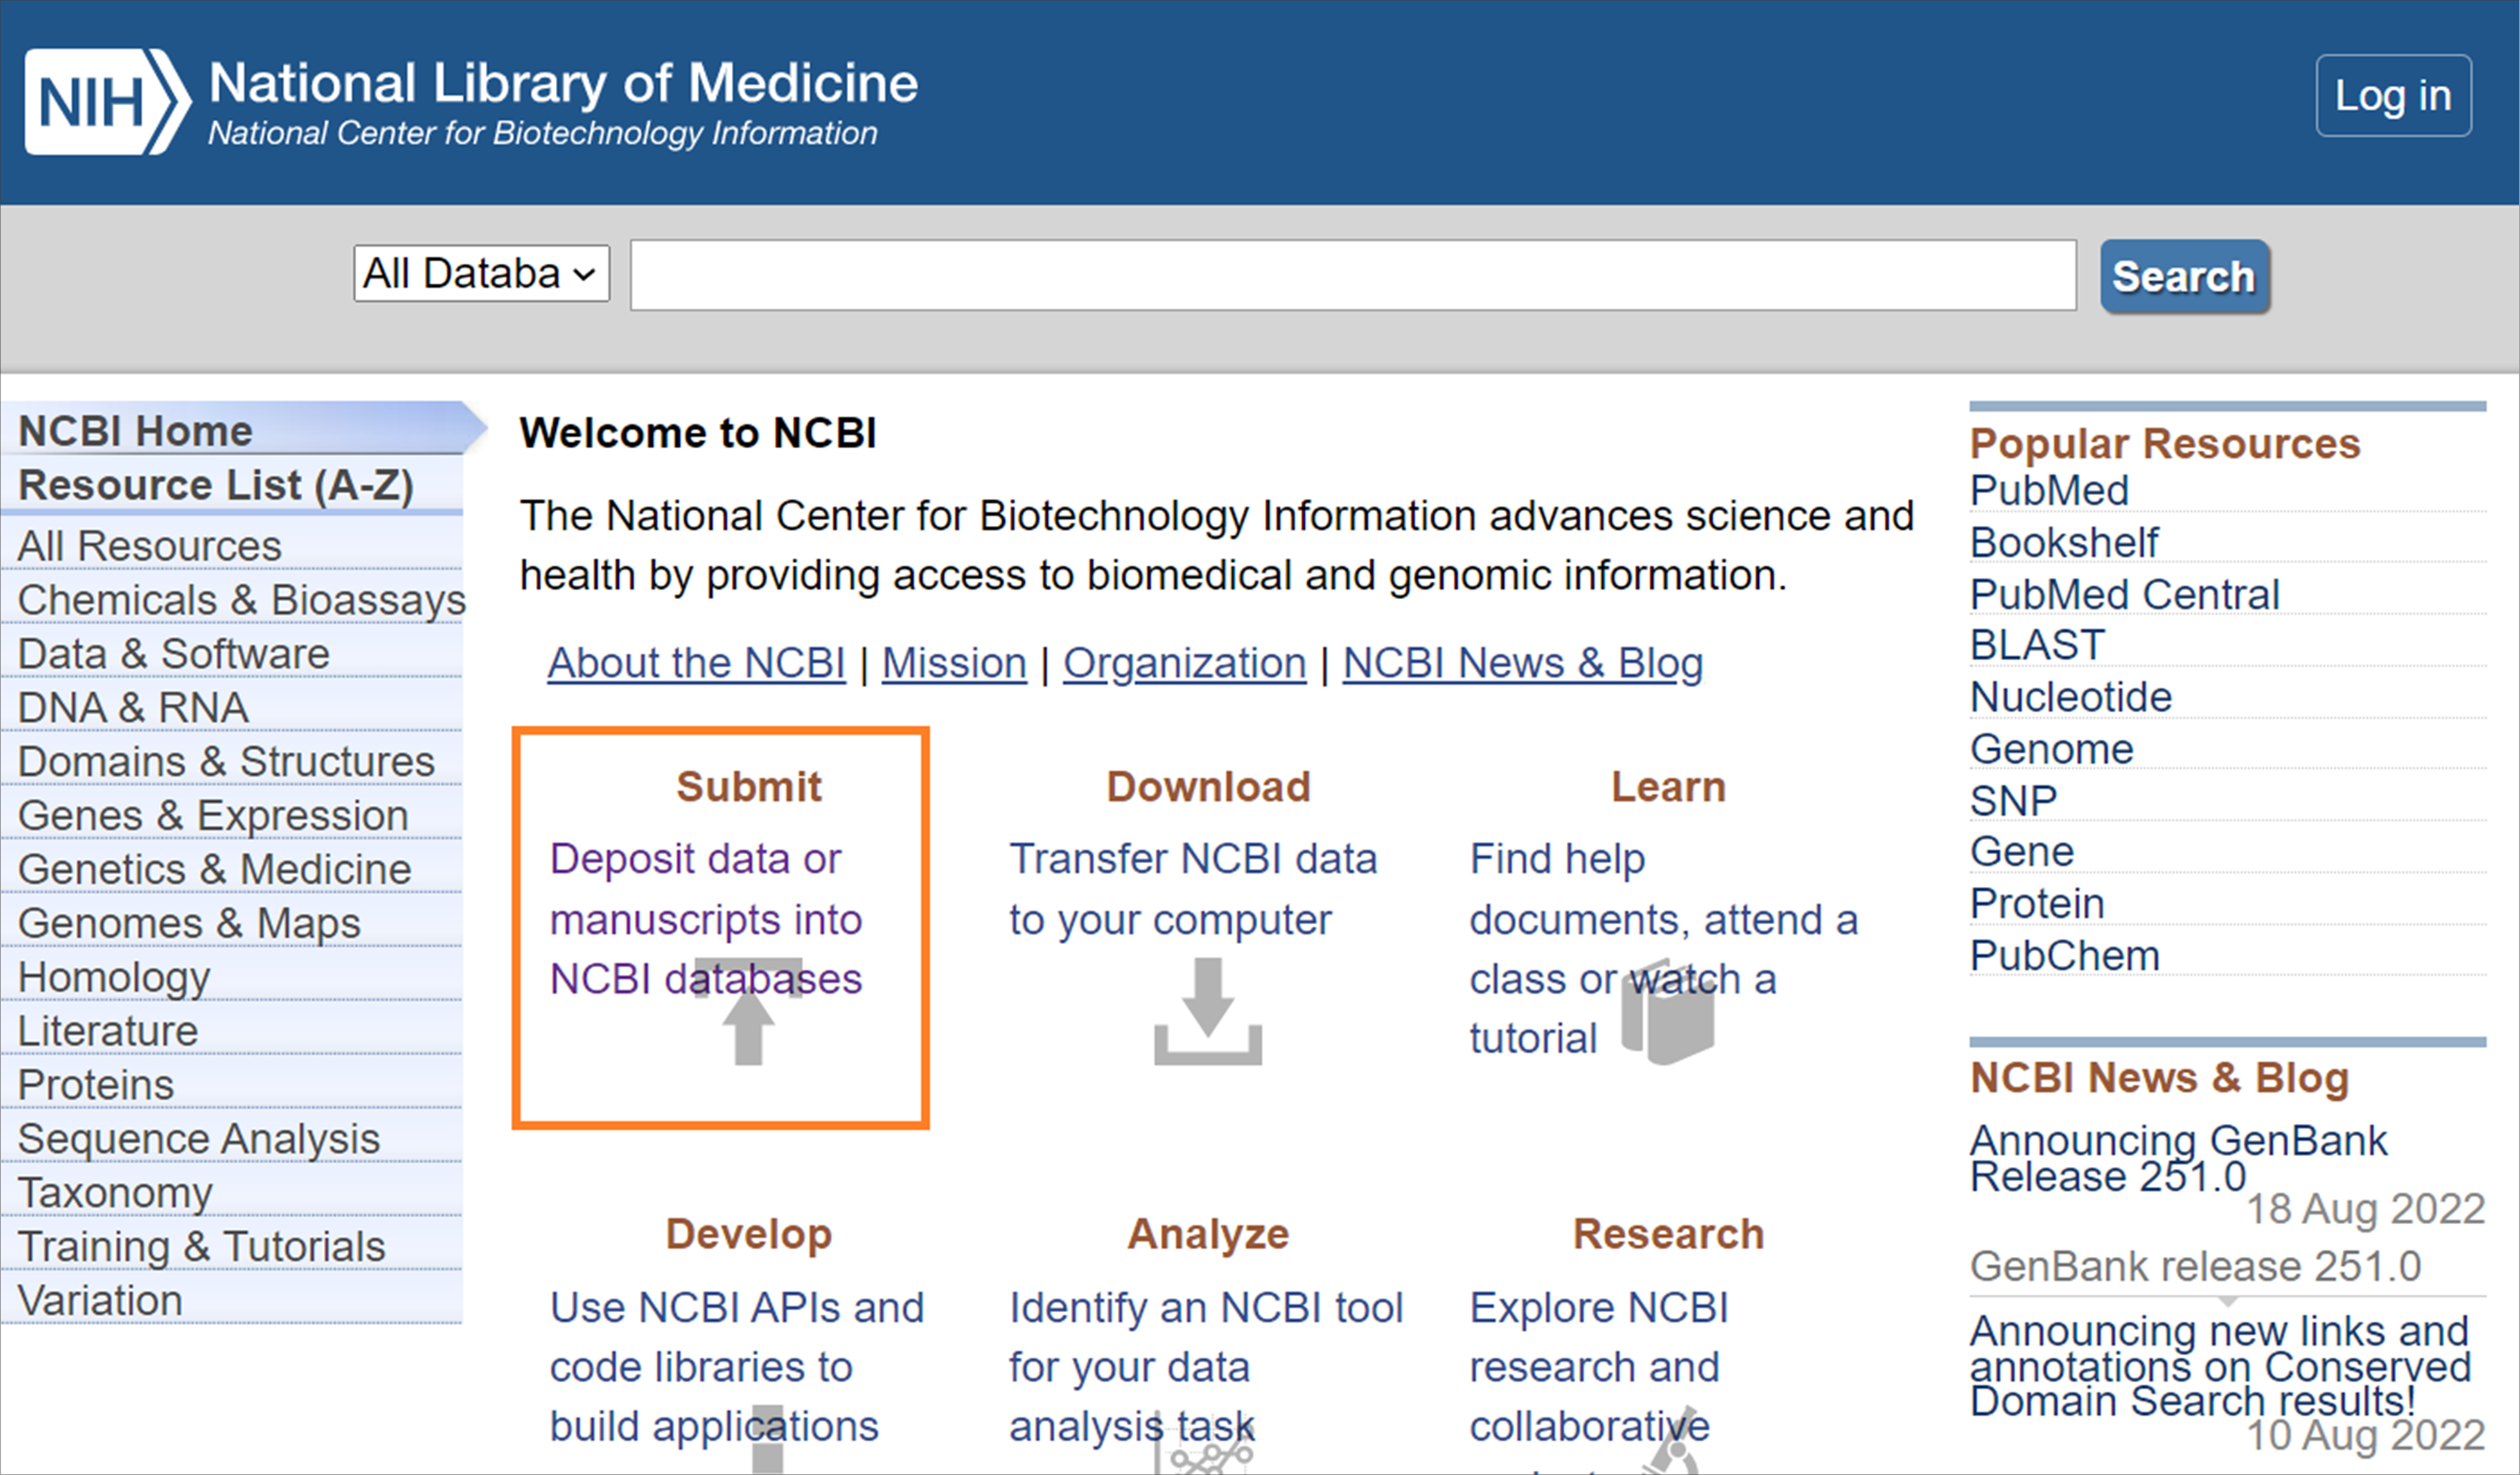 NIH
National Library of Medicine
National Center for Biotechnology Information
Log in
All Databa
Search
NCBI Home
Resource List (A-Z)
All Resources
Chemicals & Bioassays
Data & Software
DNA & RNA
Domains & Structures
Genes & Expression
Genetics & Medicine
Genomes & Maps
Homology
Literature
Proteins
Sequence Analysis
Taxonomy
Training & Tutorials
Variation
Welcome to NCBI
The National Center for Biotechnology Information advances science and
health by providing access to biomedical and genomic information.
About the NCBI | Mission | Organization | NCBI News & Blog
Submit
Deposit data or
manuscripts into
NCBI databases
Download
Transfer NCBI data
to your computer
Learn
Find help
documents, attend a
class or watch a
tutorial
Develop
Use NCBI APIs and
code libraries to
build applications
Analyze
Identify an NCBI tool
for your data
analysis task
Research
Explore NCBI
research and
collaborative
Popular Resources
PubMed
Bookshelf
PubMed Central
BLAST
Nucleotide
Genome
SNP
Gene
Protein
PubChem
NCBI News & Blog
Announcing GenBank
Release 251.0
18 Aug 2022
GenBank release 251.0
Announcing new links and
annotations on Conserved
Domain Search results!
10 Aug 2022